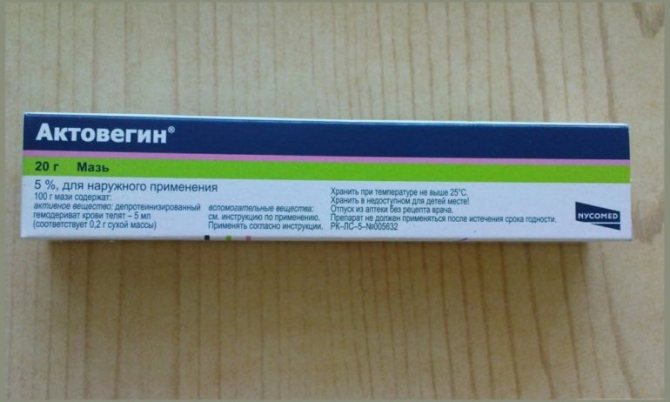 Актовегин®
20 г Мазь
5 %, для наружного применения
100 г мази содержат:
активное вещество: депротеинизированный
гемодериват крови телят – 5 мл
(соответствует 0,2 г сухой массы)
вспомогательные вещества:
см. инструкцию по применению.
Применять согласно инструкции.
Хранить при температуре не выше 25°С.
Хранить в недоступном для детей месте!
Отпуск из аптеки без рецепта врача.
Препарат не должен применяться после истечения срока годности.
РК-ЛС-5-№005632
NYCOMED